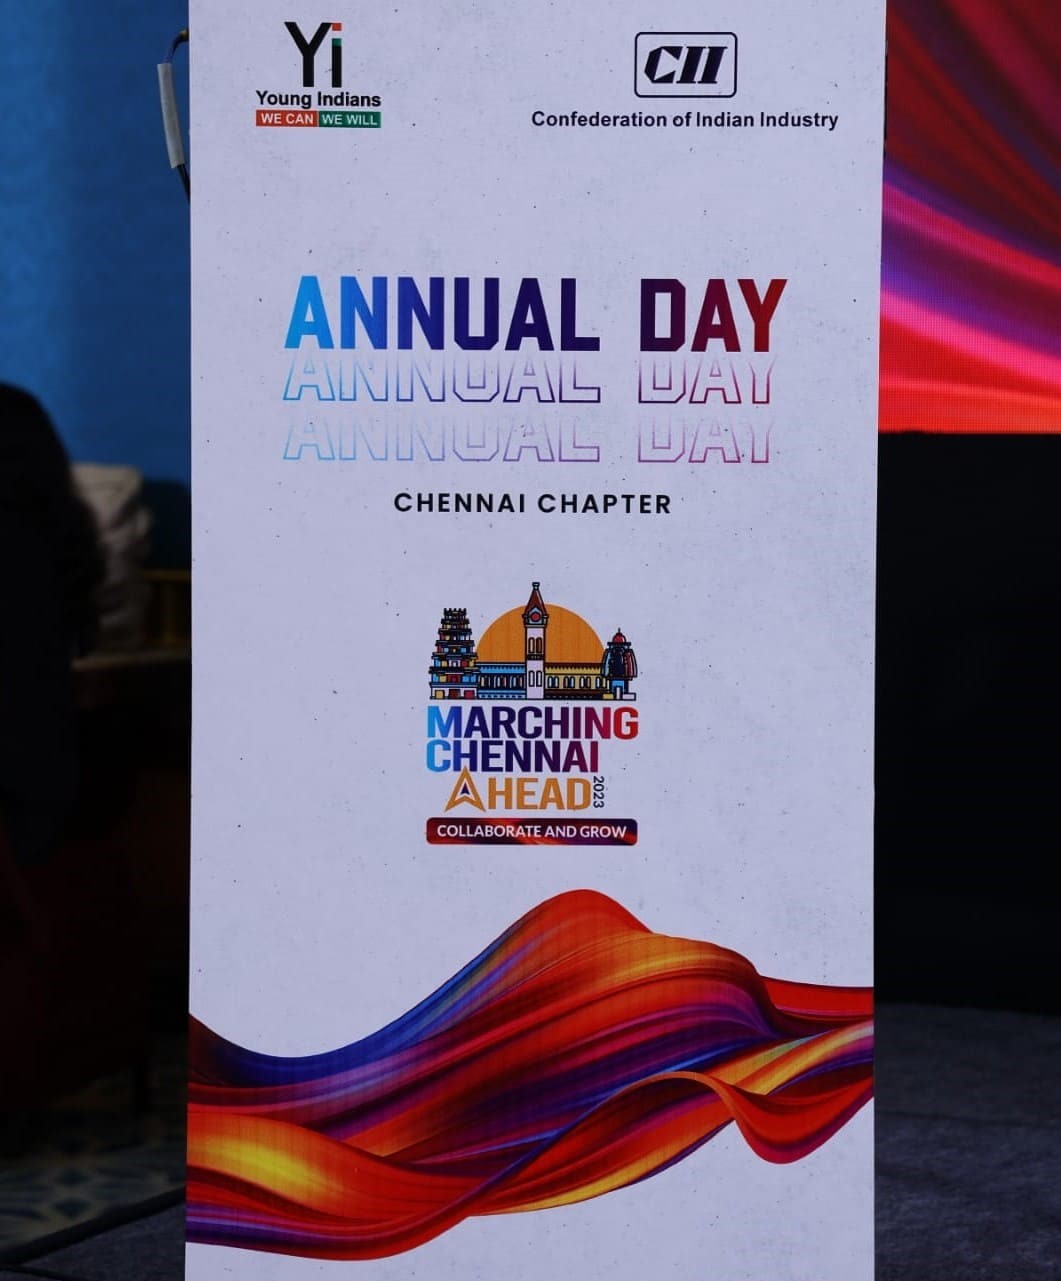 Yi
Young Indians
WE CAN WE WILL
CII
Confederation of Indian Industry
ANNUAL DAY
ANNUAL DAY
ANNUAL DAY
CHENNAI CHAPTER
MARCHING
CHENNAI
AHEAD 2023
COLLABORATE AND GROW